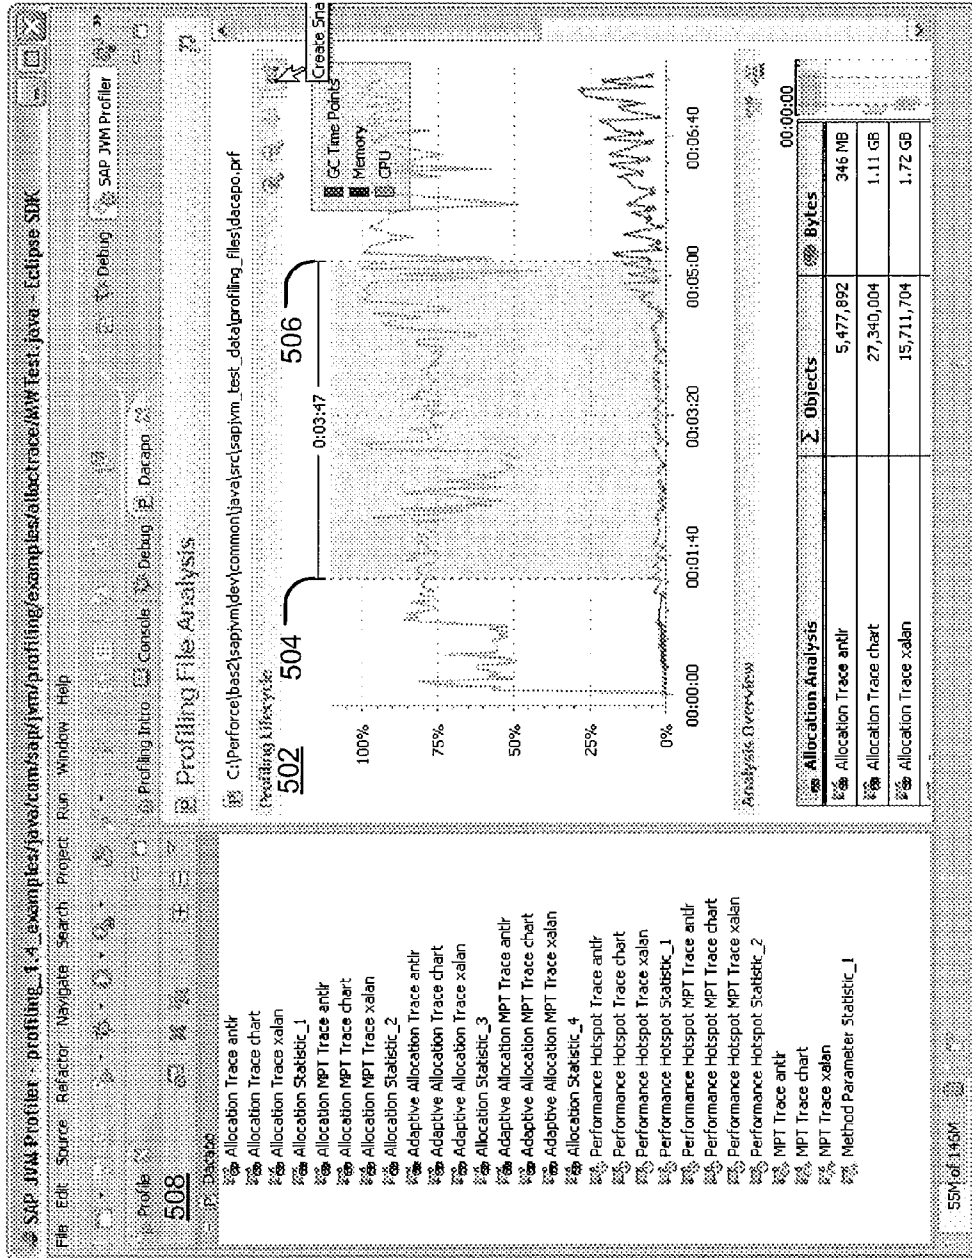 SAP JVM Profiler - profiling_1.4_examples/java/com/sap/jvm/profiling/examples/alloctrace/MWTest.java - Eclipse SDK
File Edit Source Refactor Navigate Search Project Run Window Help
Debug SAP JVM Profiler »
Profile
508
Dacapo
Allocation Trace antlr
Allocation Trace chart
Allocation Trace xalan
Allocation Statistic_1
Allocation MPT Trace antlr
Allocation MPT Trace chart
Allocation MPT Trace xalan
Allocation Statistic_2
Adaptive Allocation Trace antlr
Adaptive Allocation Trace chart
Adaptive Allocation Trace xalan
Allocation Statistic_3
Adaptive Allocation MPT Trace antlr
Adaptive Allocation MPT Trace chart
Adaptive Allocation MPT Trace xalan
Allocation Statistic_4
Performance Hotspot Trace antlr
Performance Hotspot Trace chart
Performance Hotspot Trace xalan
Performance Hotspot Statistic_1
Performance Hotspot MPT Trace antlr
Performance Hotspot MPT Trace chart
Performance Hotspot MPT Trace xalan
Performance Hotspot Statistic_2
MPT Trace antlr
MPT Trace chart
MPT Trace xalan
Method Parameter Statistic_1
Profiling Intro Console Debug Dacapo
Profiling File Analysis
C:\Perforce\bas2\sapjvm\dev\common\java\src\sapjvm_test_data\profiling_files\dacapo.prf
Profiling Lifecycle
Create Sna
502
504
506
0:03:47
GC Time Points
Memory
CPU
100%
75%
50%
25%
0%
00:00:00 00:01:40 00:03:20 00:05:00 00:06:40
Analysis Overview
00:00:00
Allocation Analysis Σ Objects Bytes
Allocation Trace antlr 5,477,892 346 MB
Allocation Trace chart 27,340,004 1.11 GB
Allocation Trace xalan 15,711,704 1.72 GB
55M of 146M